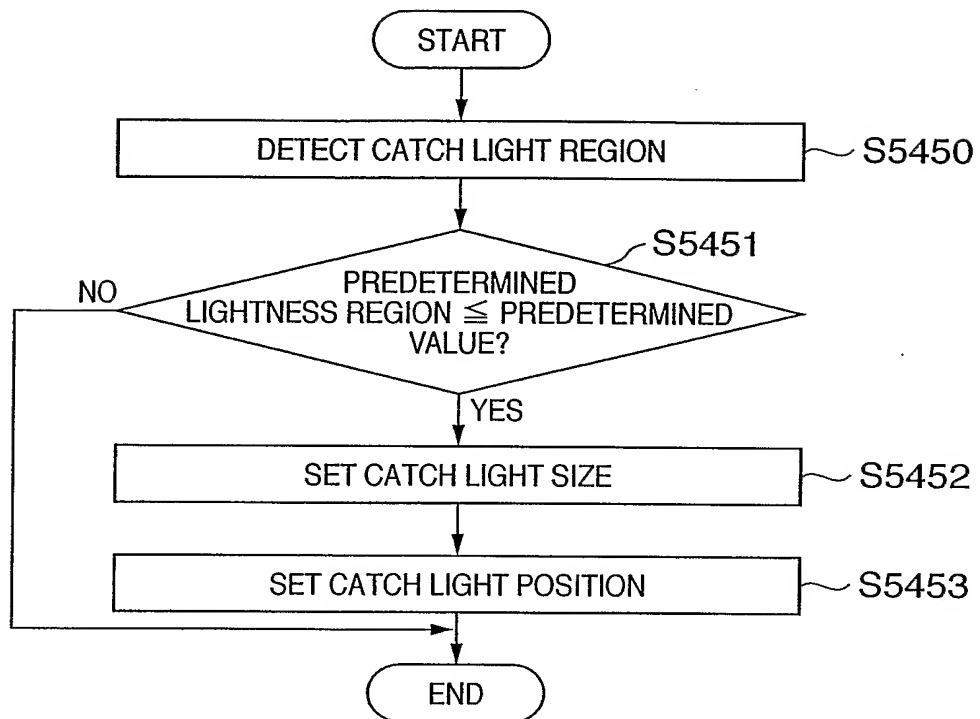 START
DETECT CATCH LIGHT REGION
S5450
S5451
PREDETERMINED
LIGHTNESS REGION ≦ PREDETERMINED
VALUE?
NO
YES
SET CATCH LIGHT SIZE
S5452
SET CATCH LIGHT POSITION
S5453
END